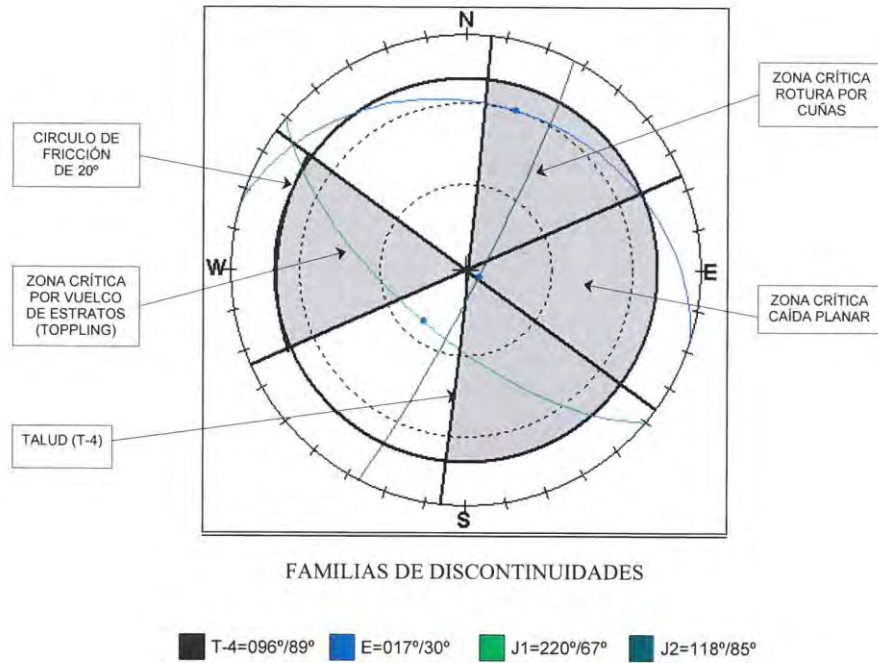 N
ZONA CRÍTICA
ROTURA POR
CUÑAS
CIRCULO DE
FRICCIÓN
DE 20º
W
E
ZONA CRÍTICA
POR VUELCO
DE ESTRATOS
(TOPPLING)
ZONA CRÍTICA
CAÍDA PLANAR
TALUD (T-4)
S
FAMILIAS DE DISCONTINUIDADES
T-4=096º/89º E=017º/30º J1=220º/67º J2=118º/85º